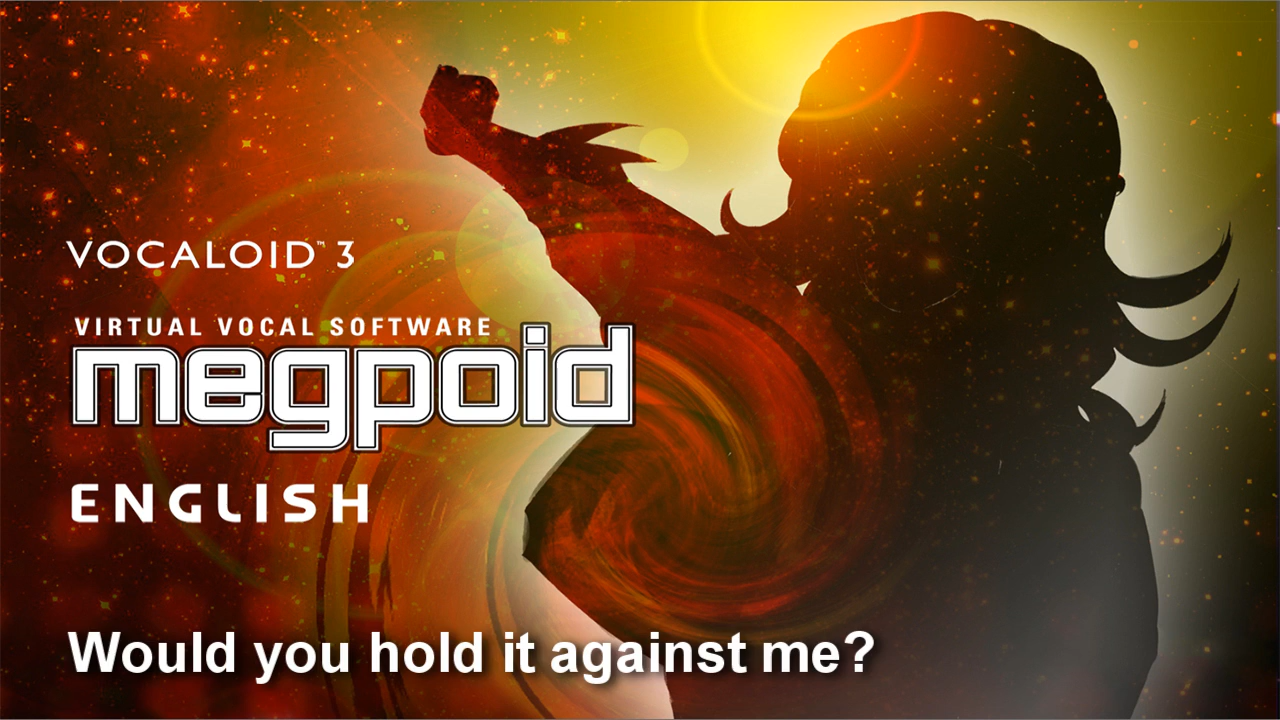 VOCALOID™ 3
VIRTUAL VOCAL SOFTWARE
megpoid
ENGLISH
Would you hold it against me?